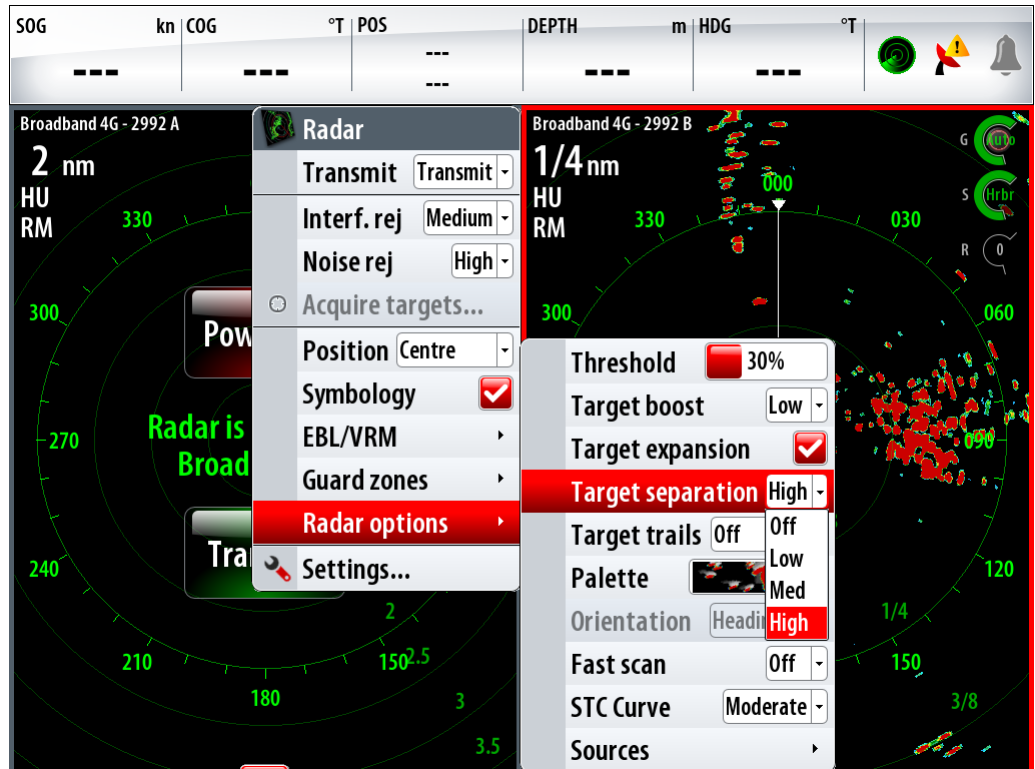 SOG kn COG °T POS DEPTH m HDG °T
---
--- --- --- ---
---
Broadband 4G - 2992 A
2 nm
HU
RM
330
300
270
240
210
180
150
2
2.5
3
3.5
Pow
Radar is
Broad
Tra
Radar
Transmit Transmit
Interf. rej Medium
Noise rej High
Acquire targets...
Position Centre
Symbology
EBL/VRM
Guard zones
Radar options
Settings...
Broadband 4G - 2992 B
1/4 nm
HU
RM
G Auto
S Hrbr
R 0
000
330
030
300
060
090
120
150
1/4
3/8
Threshold 30%
Target boost Low
Target expansion
Target separation High
Off
Low
Med
High
Target trails Off
Palette
Orientation Headi
Fast scan Off
STC Curve Moderate
Sources